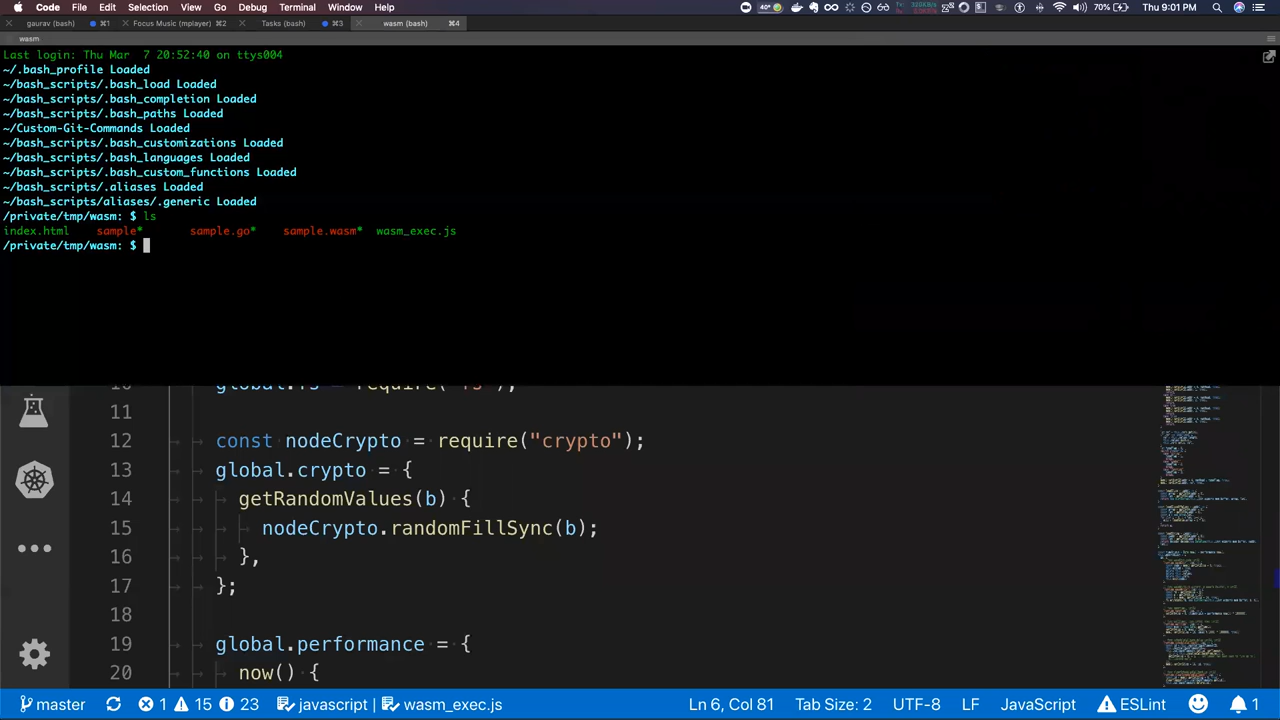 Code File Edit Selection View Go Debug Terminal Window Help 40° 70% Thu 9:01 PM
gaurav (bash) ⌘1 Focus Music (mplayer) ⌘2 Tasks (bash) ⌘3 wasm (bash) ⌘4
wasm
Last login: Thu Mar  7 20:52:40 on ttys004
~/.bash_profile Loaded
~/bash_scripts/.bash_load Loaded
~/bash_scripts/.bash_completion Loaded
~/bash_scripts/.bash_paths Loaded
~/Custom-Git-Commands Loaded
~/bash_scripts/.bash_customizations Loaded
~/bash_scripts/.bash_languages Loaded
~/bash_scripts/.bash_custom_functions Loaded
~/bash_scripts/.aliases Loaded
~/bash_scripts/aliases/.generic Loaded
/private/tmp/wasm: $ ls
index.html sample* sample.go* sample.wasm* wasm_exec.js
/private/tmp/wasm: $
11
12 const nodeCrypto = require("crypto");
13 global.crypto = {
14 getRandomValues(b) {
15 nodeCrypto.randomFillSync(b);
16 },
17 };
18
19 global.performance = {
20 now() {
master 1 15 23 javascript | wasm_exec.js Ln 6, Col 81 Tab Size: 2 UTF-8 LF JavaScript ESLint 1